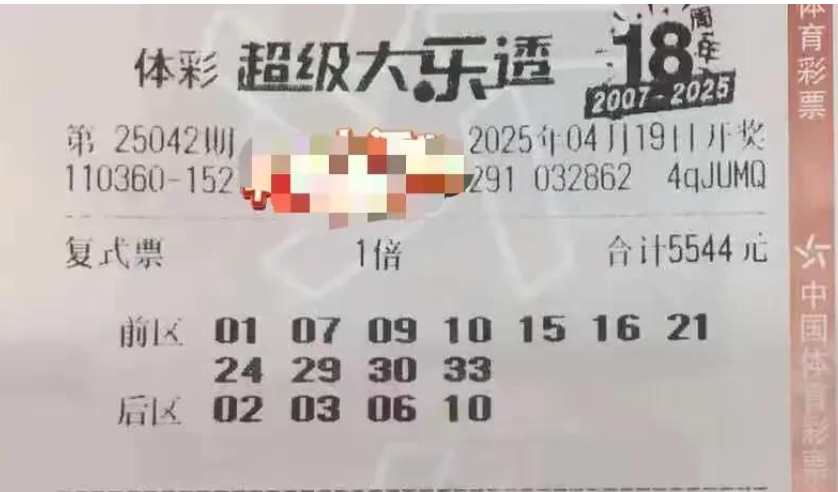 体彩 超级大乐透 18周年
2007-2025
第 25042期 2025年04月19日开奖
110360-152 291 032862 4qJUMQ
复式票 1倍 合计5544元
前区 01 07 09 10 15 16 21
24 29 30 33
后区 02 03 06 10
体育彩票
中国体育彩票